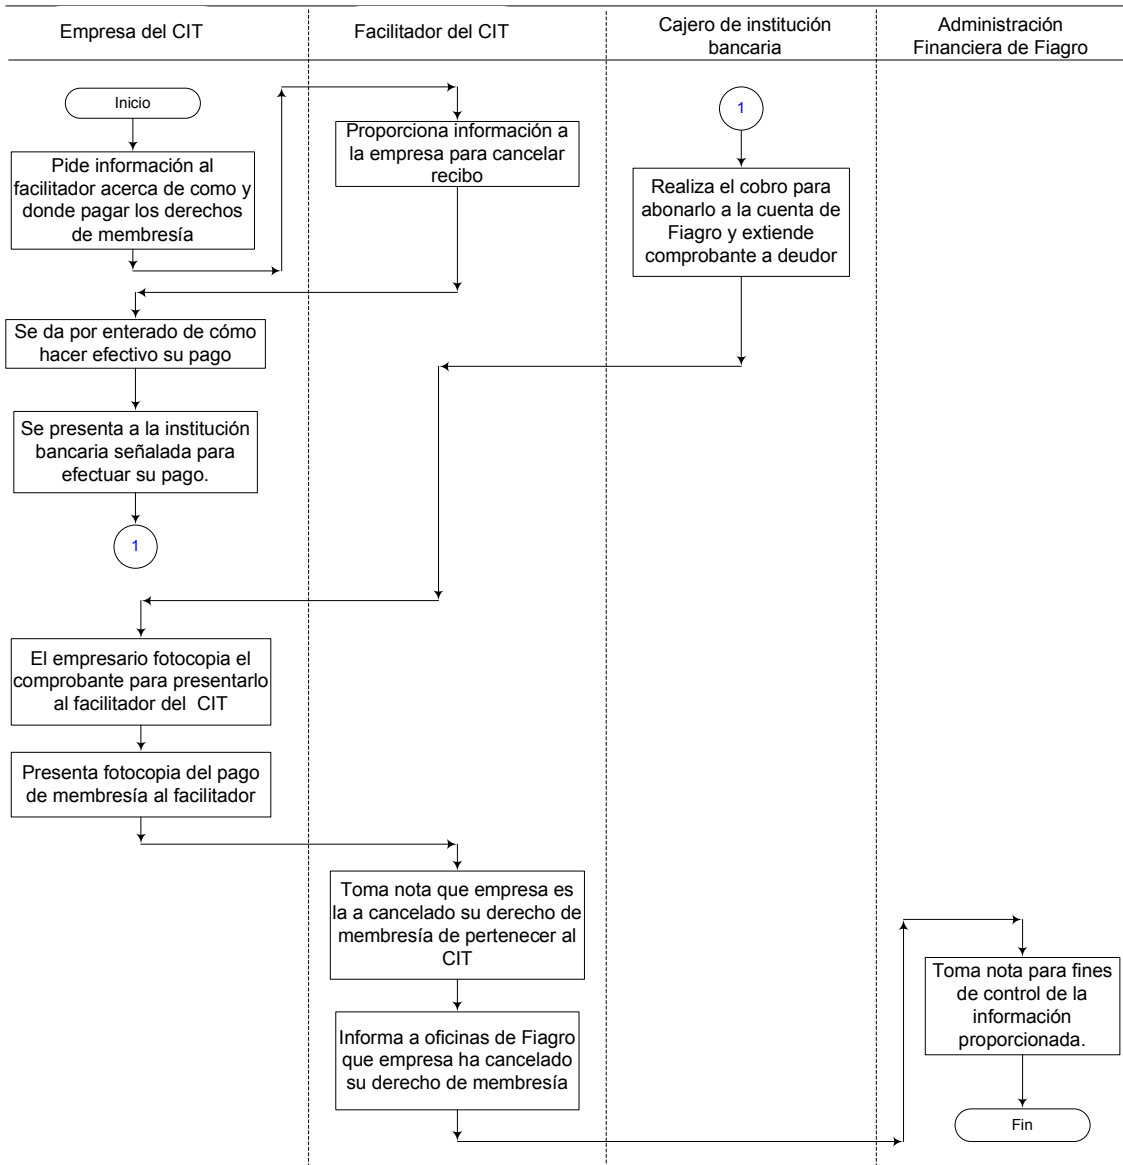 Empresa del CIT
Facilitador del CIT
Cajero de institución
bancaria
Administración
Financiera de Fiagro
Inicio
Pide información al
facilitador acerca de como y
donde pagar los derechos
de membresía
Proporciona información a
la empresa para cancelar
recibo
1
Realiza el cobro para
abonarlo a la cuenta de
Fiagro y extiende
comprobante a deudor
Se da por enterado de cómo
hacer efectivo su pago
Se presenta a la institución
bancaria señalada para
efectuar su pago.
1
El empresario fotocopia el
comprobante para presentarlo
al facilitador del CIT
Presenta fotocopia del pago
de membresía al facilitador
Toma nota que empresa es
la a cancelado su derecho de
membresía de pertenecer al
CIT
Informa a oficinas de Fiagro
que empresa ha cancelado
su derecho de membresía
Toma nota para fines
de control de la
información
proporcionada.
Fin